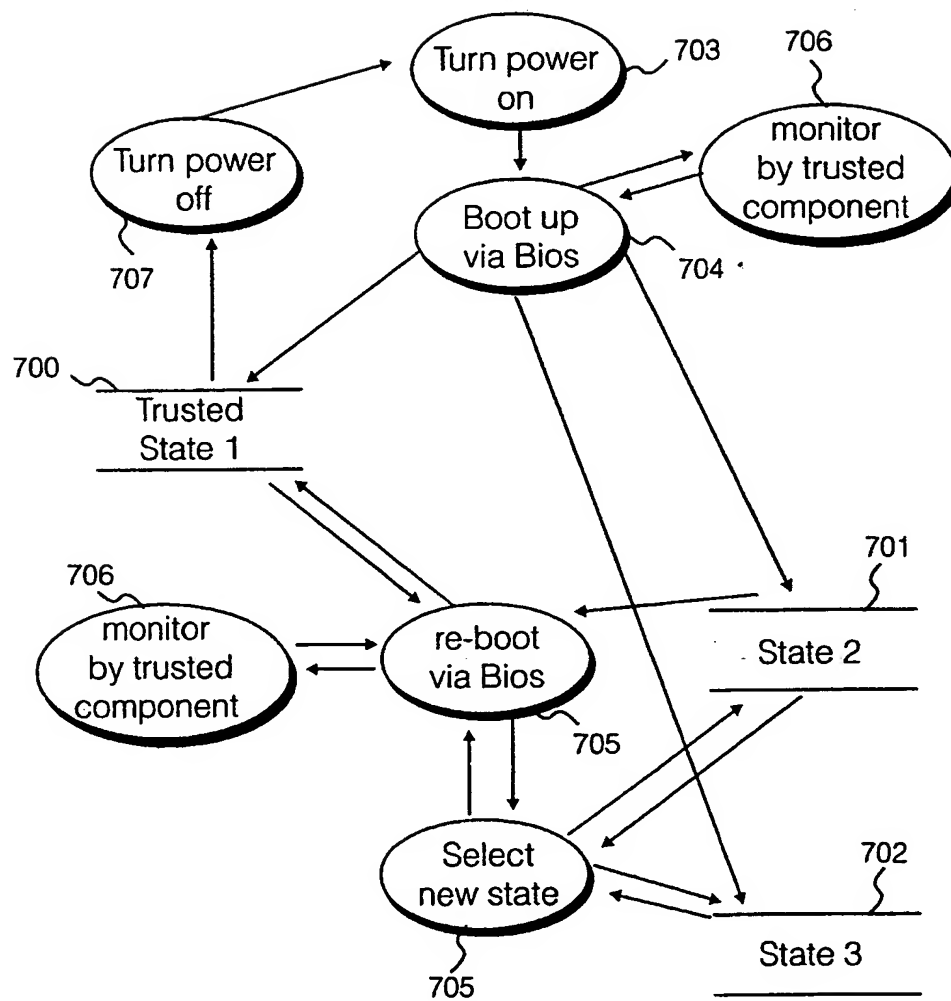 Turn power
on
703
706
monitor
by trusted
component
Turn power
off
707
Boot up
via Bios
704
700
Trusted
State 1
701
State 2
706
monitor
by trusted
component
re-boot
via Bios
705
Select
new state
705
702
State 3